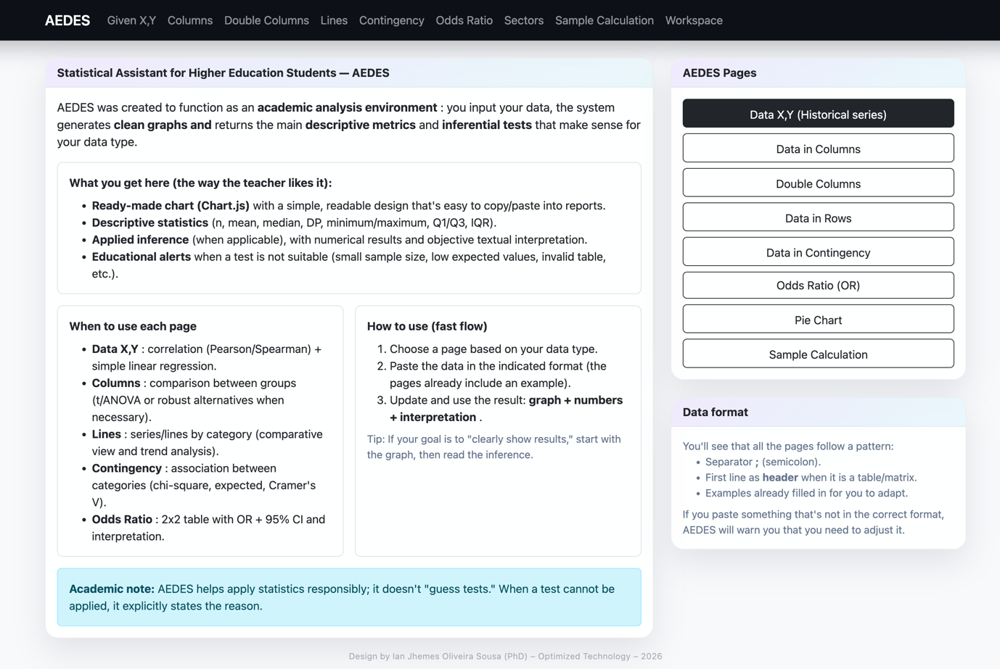 AEDES Given X,Y Columns Double Columns Lines Contingency Odds Ratio Sectors Sample Calculation Workspace
Statistical Assistant for Higher Education Students — AEDES
AEDES was created to function as an academic analysis environment : you input your data, the system
generates clean graphs and returns the main descriptive metrics and inferential tests that make sense for
your data type.
What you get here (the way the teacher likes it):
• Ready-made chart (Chart.js) with a simple, readable design that's easy to copy/paste into reports.
• Descriptive statistics (n, mean, median, DP, minimum/maximum, Q1/Q3, IQR).
• Applied inference (when applicable), with numerical results and objective textual interpretation.
• Educational alerts when a test is not suitable (small sample size, low expected values, invalid table,
etc.).
When to use each page
• Data X,Y : correlation (Pearson/Spearman) +
simple linear regression.
• Columns : comparison between groups
(t/ANOVA or robust alternatives when
necessary).
• Lines : series/lines by category (comparative
view and trend analysis).
• Contingency : association between
categories (chi-square, expected, Cramer's
V).
• Odds Ratio : 2x2 table with OR + 95% CI and
interpretation.
How to use (fast flow)
1. Choose a page based on your data type.
2. Paste the data in the indicated format (the
pages already include an example).
3. Update and use the result: graph + numbers
+ interpretation .
Tip: If your goal is to "clearly show results," start with
the graph, then read the inference.
Academic note: AEDES helps apply statistics responsibly; it doesn't "guess tests." When a test cannot be
applied, it explicitly states the reason.
AEDES Pages
Data X,Y (Historical series)
Data in Columns
Double Columns
Data in Rows
Data in Contingency
Odds Ratio (OR)
Pie Chart
Sample Calculation
Data format
You'll see that all the pages follow a pattern:
• Separator ; (semicolon).
• First line as header when it is a table/matrix.
• Examples already filled in for you to adapt.
If you paste something that's not in the correct format,
AEDES will warn you that you need to adjust it.
Design by Ian Jhemes Oliveira Sousa (PhD) – Optimized Technology – 2026